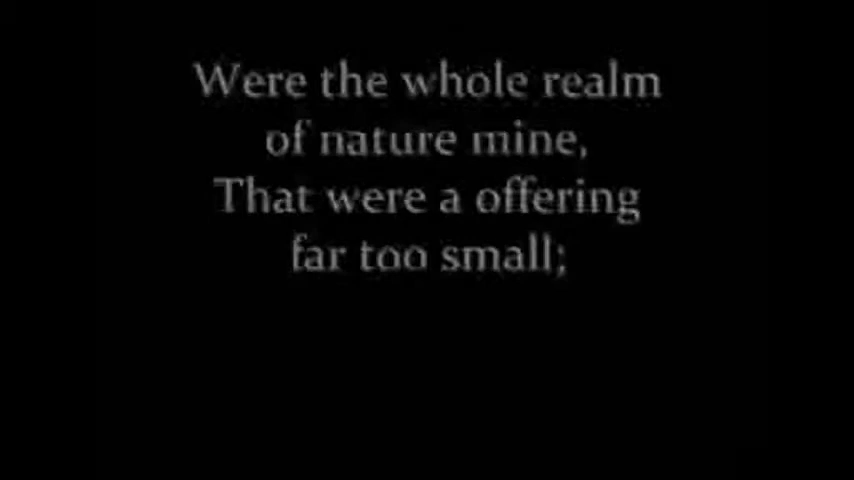 Were the whole realm
of nature mine,
That were a offering
far too small;